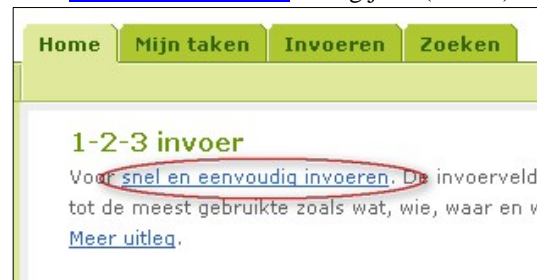 Home Mijn taken Invoeren Zoeken
1-2-3 invoer
Voor snel en eenvoudig invoeren. De invoerveld
tot de meest gebruikte zoals wat, wie, waar en
Meer uitleg.